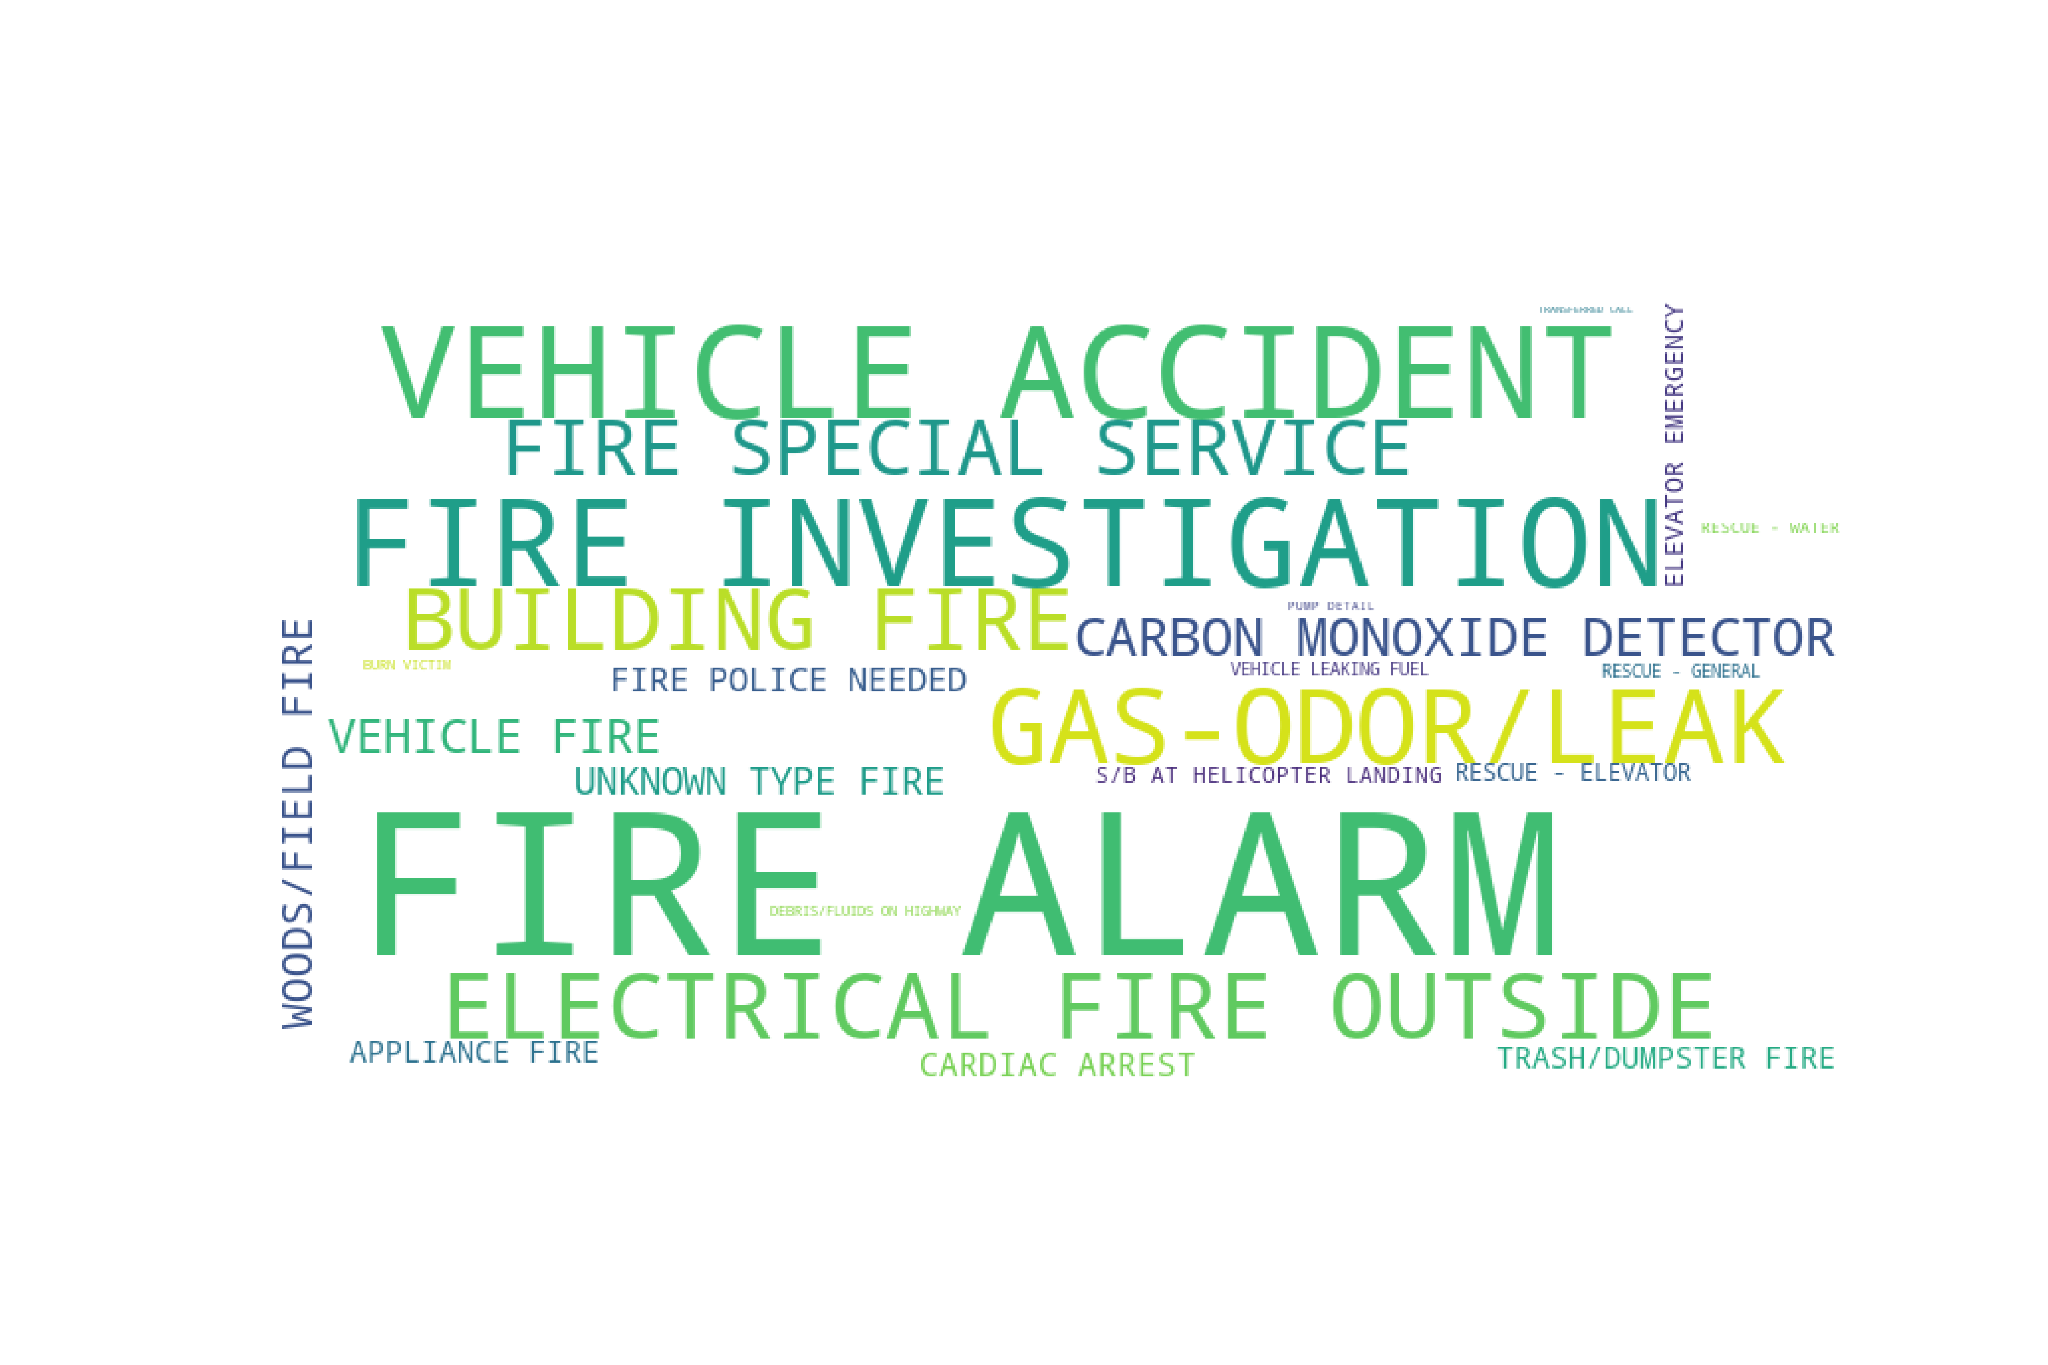 TRANSFERRED CALL
VEHICLE ACCIDENT
ELEVATOR EMERGENCY
FIRE SPECIAL SERVICE
FIRE INVESTIGATION
RESCUE - WATER
BUILDING FIRE
PUMP DETAIL
CARBON MONOXIDE DETECTOR
BURN VICTIM
FIRE POLICE NEEDED
VEHICLE LEAKING FUEL
RESCUE - GENERAL
WOODS/FIELD FIRE
VEHICLE FIRE
GAS-ODOR/LEAK
UNKNOWN TYPE FIRE
S/B AT HELICOPTER LANDING
RESCUE - ELEVATOR
FIRE ALARM
DEBRIS/FLUIDS ON HIGHWAY
ELECTRICAL FIRE OUTSIDE
APPLIANCE FIRE
CARDIAC ARREST
TRASH/DUMPSTER FIRE